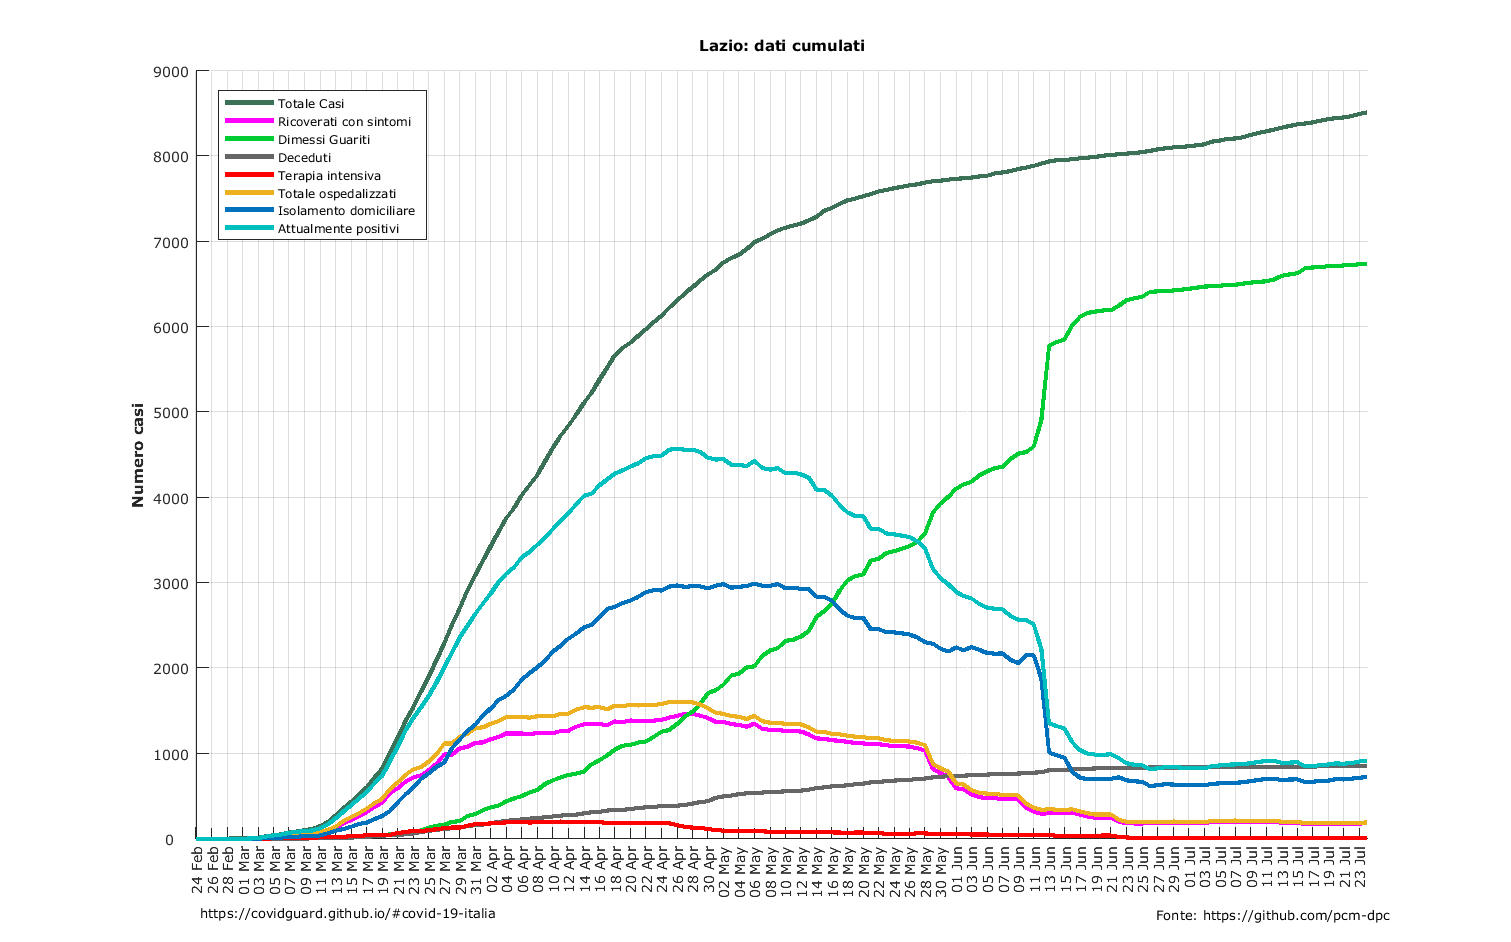 Lazio: dati cumulati
Numero casi
9000
8000
7000
6000
5000
4000
3000
2000
1000
0
Totale Casi
Ricoverati con sintomi
Dimessi Guariti
Deceduti
Terapia intensiva
Totale ospedalizzati
Isolamento domiciliare
Attualmente positivi
24 Feb
26 Feb
28 Feb
01 Mar
03 Mar
05 Mar
07 Mar
09 Mar
11 Mar
13 Mar
15 Mar
17 Mar
19 Mar
21 Mar
23 Mar
25 Mar
27 Mar
29 Mar
31 Mar
02 Apr
04 Apr
06 Apr
08 Apr
10 Apr
12 Apr
14 Apr
16 Apr
18 Apr
20 Apr
22 Apr
24 Apr
26 Apr
28 Apr
30 Apr
02 May
04 May
06 May
08 May
10 May
12 May
14 May
16 May
18 May
20 May
22 May
24 May
26 May
28 May
30 May
01 Jun
03 Jun
05 Jun
07 Jun
09 Jun
11 Jun
13 Jun
15 Jun
17 Jun
19 Jun
21 Jun
23 Jun
25 Jun
27 Jun
29 Jun
01 Jul
03 Jul
05 Jul
07 Jul
09 Jul
11 Jul
13 Jul
15 Jul
17 Jul
19 Jul
21 Jul
23 Jul
https://covidguard.github.io/#covid-19-italia
Fonte: https://github.com/pcm-dpc